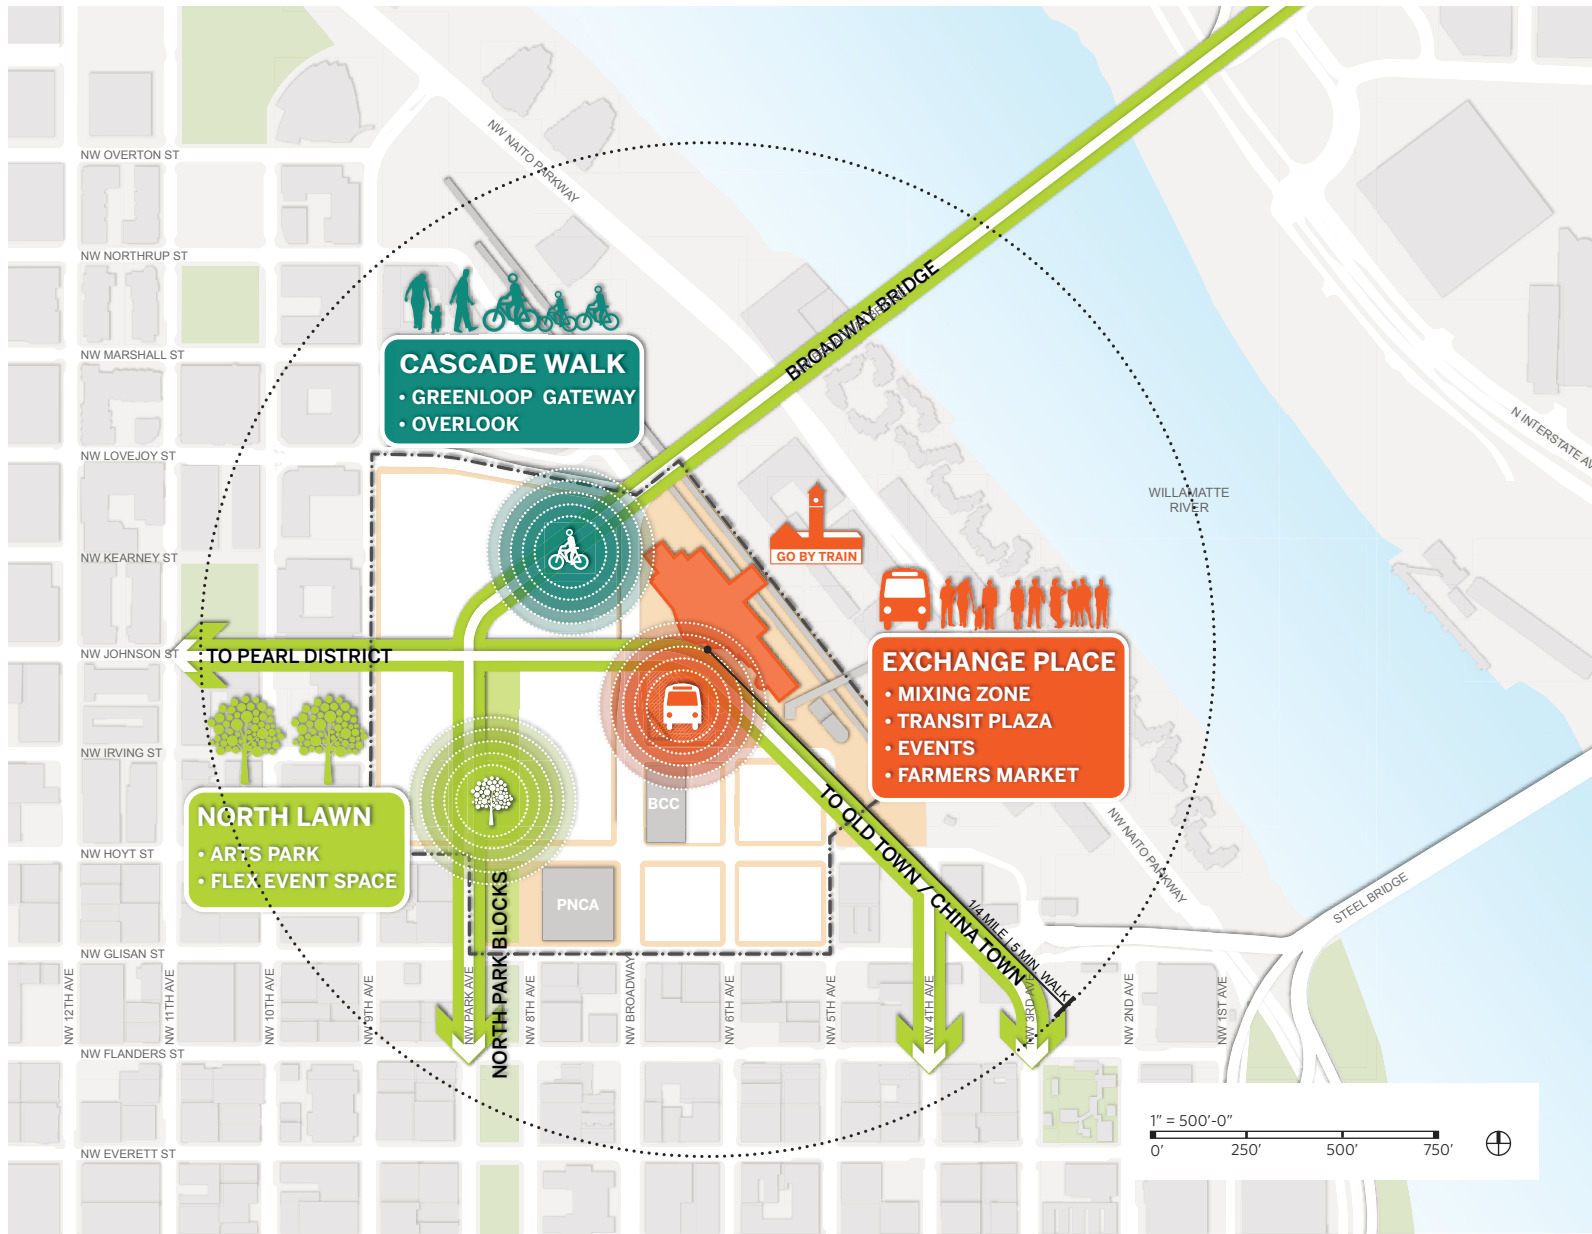 NW OVERTON ST
NW NAITO PARKWAY
NW NORTHRUP ST
NW MARSHALL ST
BROADWAY BRIDGE
CASCADE WALK
• GREENLOOP GATEWAY
• OVERLOOK
N INTERSTATE AV
NW LOVEJOY ST
WILLAMATTE
RIVER
NW KEARNEY ST
GO BY TRAIN
NW JOHNSON ST
TO PEARL DISTRICT
EXCHANGE PLACE
• MIXING ZONE
• TRANSIT PLAZA
• EVENTS
• FARMERS MARKET
NW IRVING ST
BCC
TO OLD TOWN / CHINA TOWN
NORTH LAWN
• ARTS PARK
• FLEX EVENT SPACE
NW NAITO PARKWAY
NW HOYT ST
PNCA
NORTH PARK BLOCKS
1/4 MILE | 5 MIN. WALK
STEEL BRIDGE
NW GLISAN ST
NW 12TH AVE
NW 11TH AVE
NW 10TH AVE
NW 9TH AVE
NW PARK AVE
NW 8TH AVE
NW BROADWAY
NW 6TH AVE
NW 5TH AVE
NW 4TH AVE
NW 3RD AVE
NW 2ND AVE
NW 1ST AVE
NW FLANDERS ST
1" = 500'-0"
0' 250' 500' 750'
NW EVERETT ST